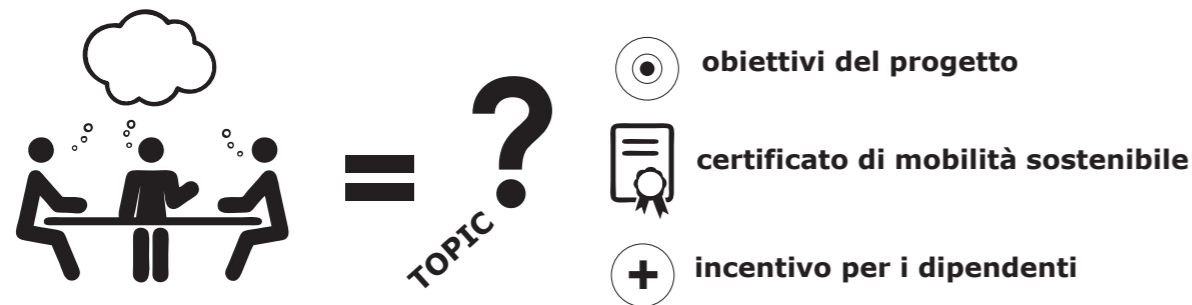 = ?
TOPIC
obiettivi del progetto
certificato di mobilità sostenibile
incentivo per i dipendenti